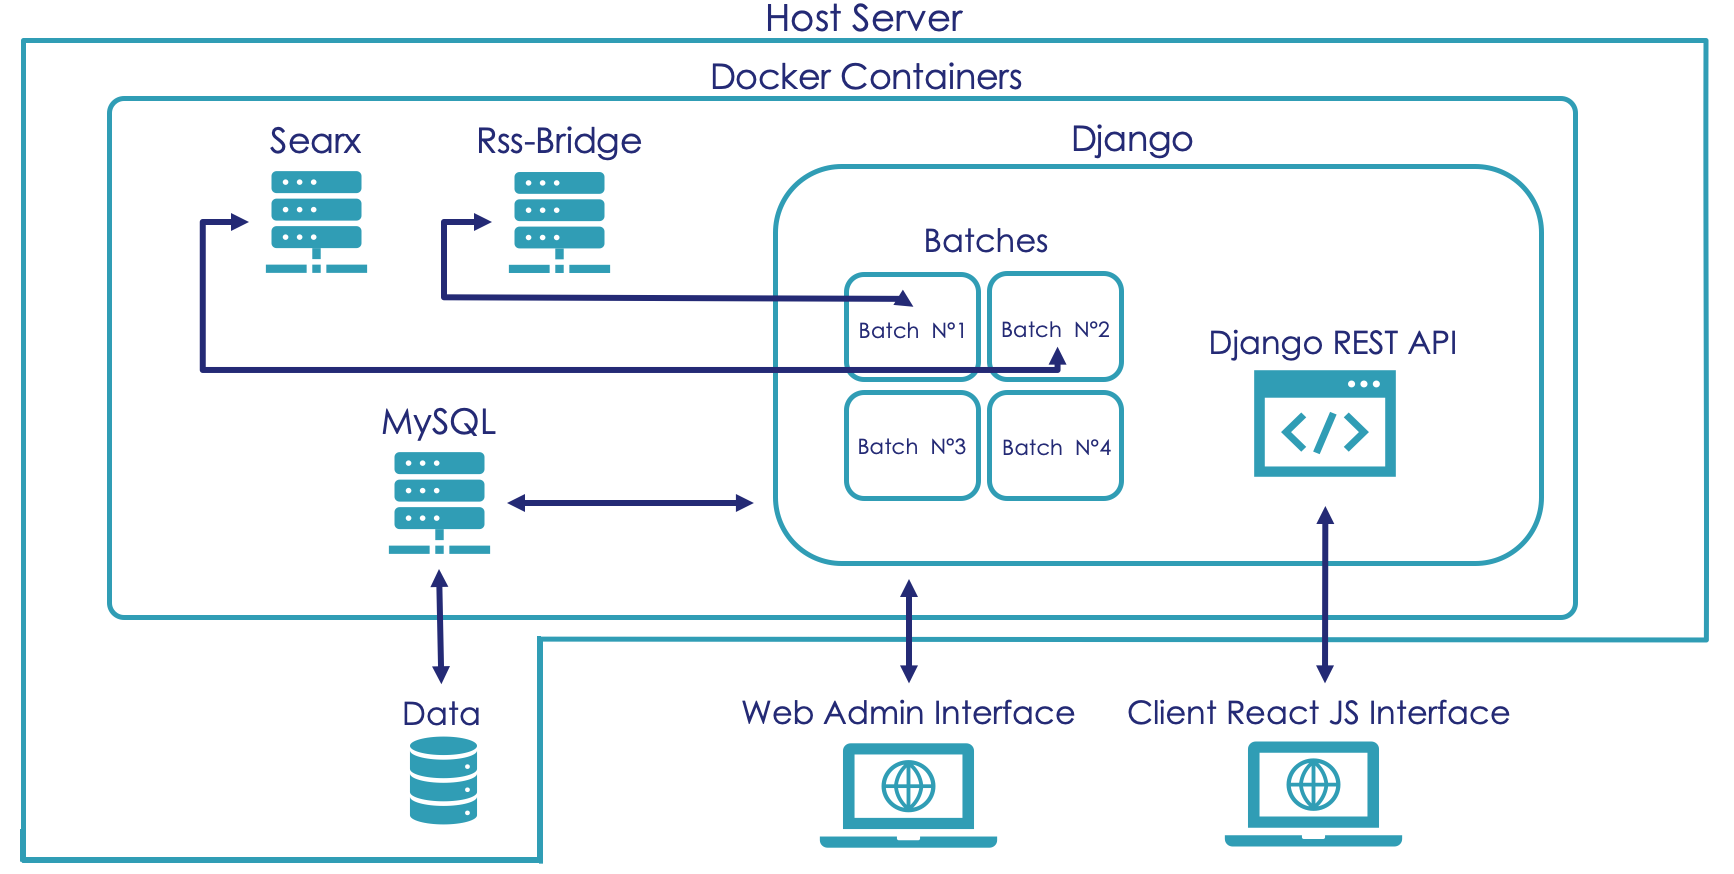 Host Server
Docker Containers
Searx
Rss-Bridge
Django
Batches
Batch N°1
Batch N°2
Django REST API
MySQL
Batch N°3
Batch N°4
Data
Web Admin Interface
Client React JS Interface